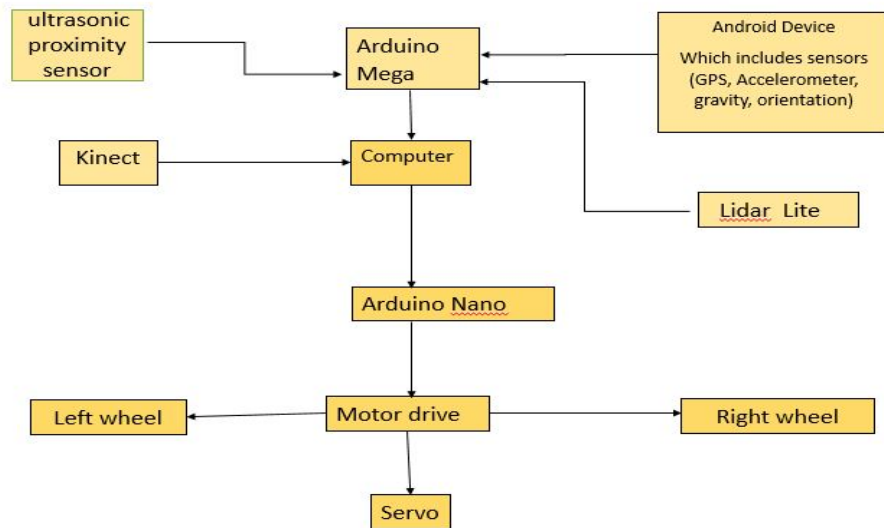 ultrasonic
proximity
sensor
Arduino
Mega
Android Device
Which includes sensors
(GPS, Accelerometer,
gravity, orientation)
Kinect
Computer
Lidar Lite
Arduino Nano
Left wheel
Motor drive
Right wheel
Servo